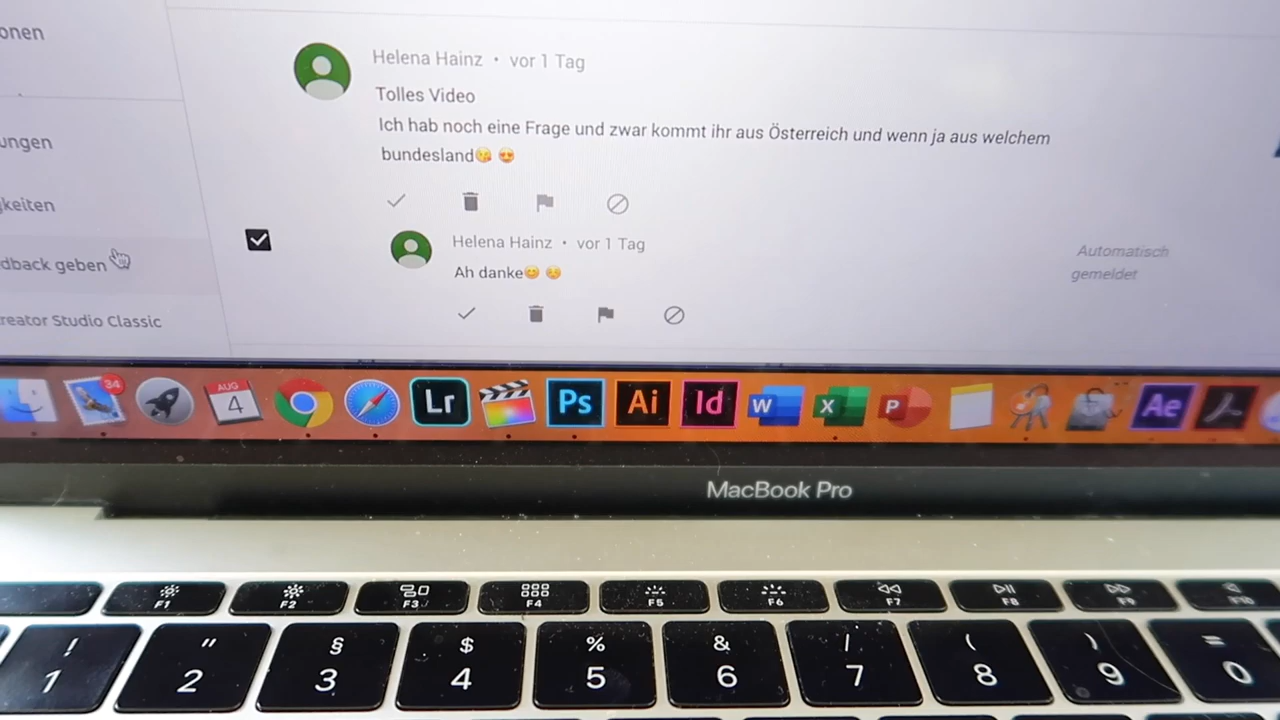 onen
Helena Hainz • vor 1 Tag
Tolles Video
Ich hab noch eine Frage und zwar kommt ihr aus Österreich und wenn ja aus welchem
bundesland😘 😍
ungen
keiten
Helena Hainz • vor 1 Tag
Ah danke😊 ☺️
Automatisch
gemeldet
dback geben
reator Studio Classic
34
AUG
4
Lr
Ps
Ai
Id
W
X
P
Ae
MacBook Pro
F1 F2 F3 F4 F5 F6 F7 F8 F9 F10
! " § $ % & / ( ) =
1 2 3 4 5 6 7 8 9 0